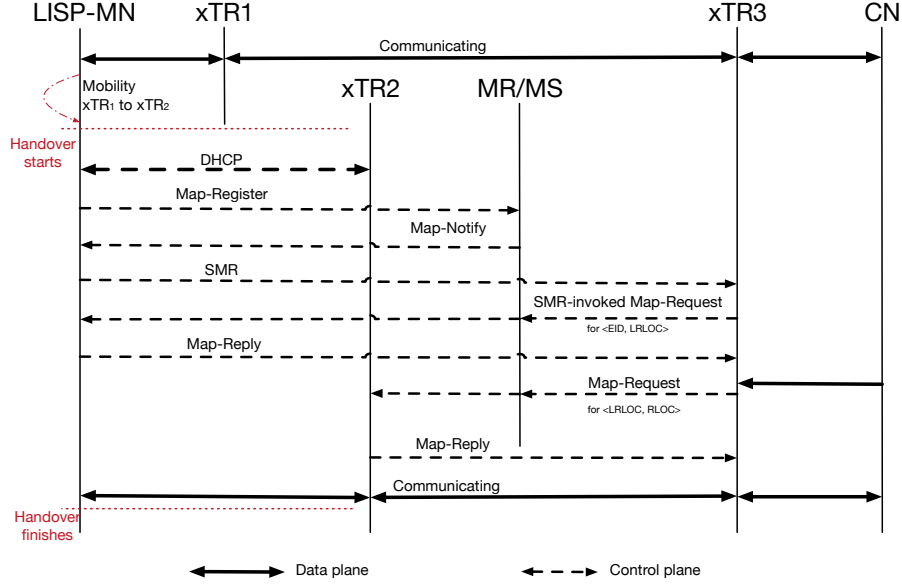 LISP-MN xTR1 xTR3 CN
Communicating
Mobility
xTR1 to xTR2
xTR2 MR/MS
Handover
starts
DHCP
Map-Register
Map-Notify
SMR
SMR-invoked Map-Request
for <EID, LRLOC>
Map-Reply
Map-Request
for <LRLOC, RLOC>
Map-Reply
Communicating
Handover
finishes
Data plane Control plane